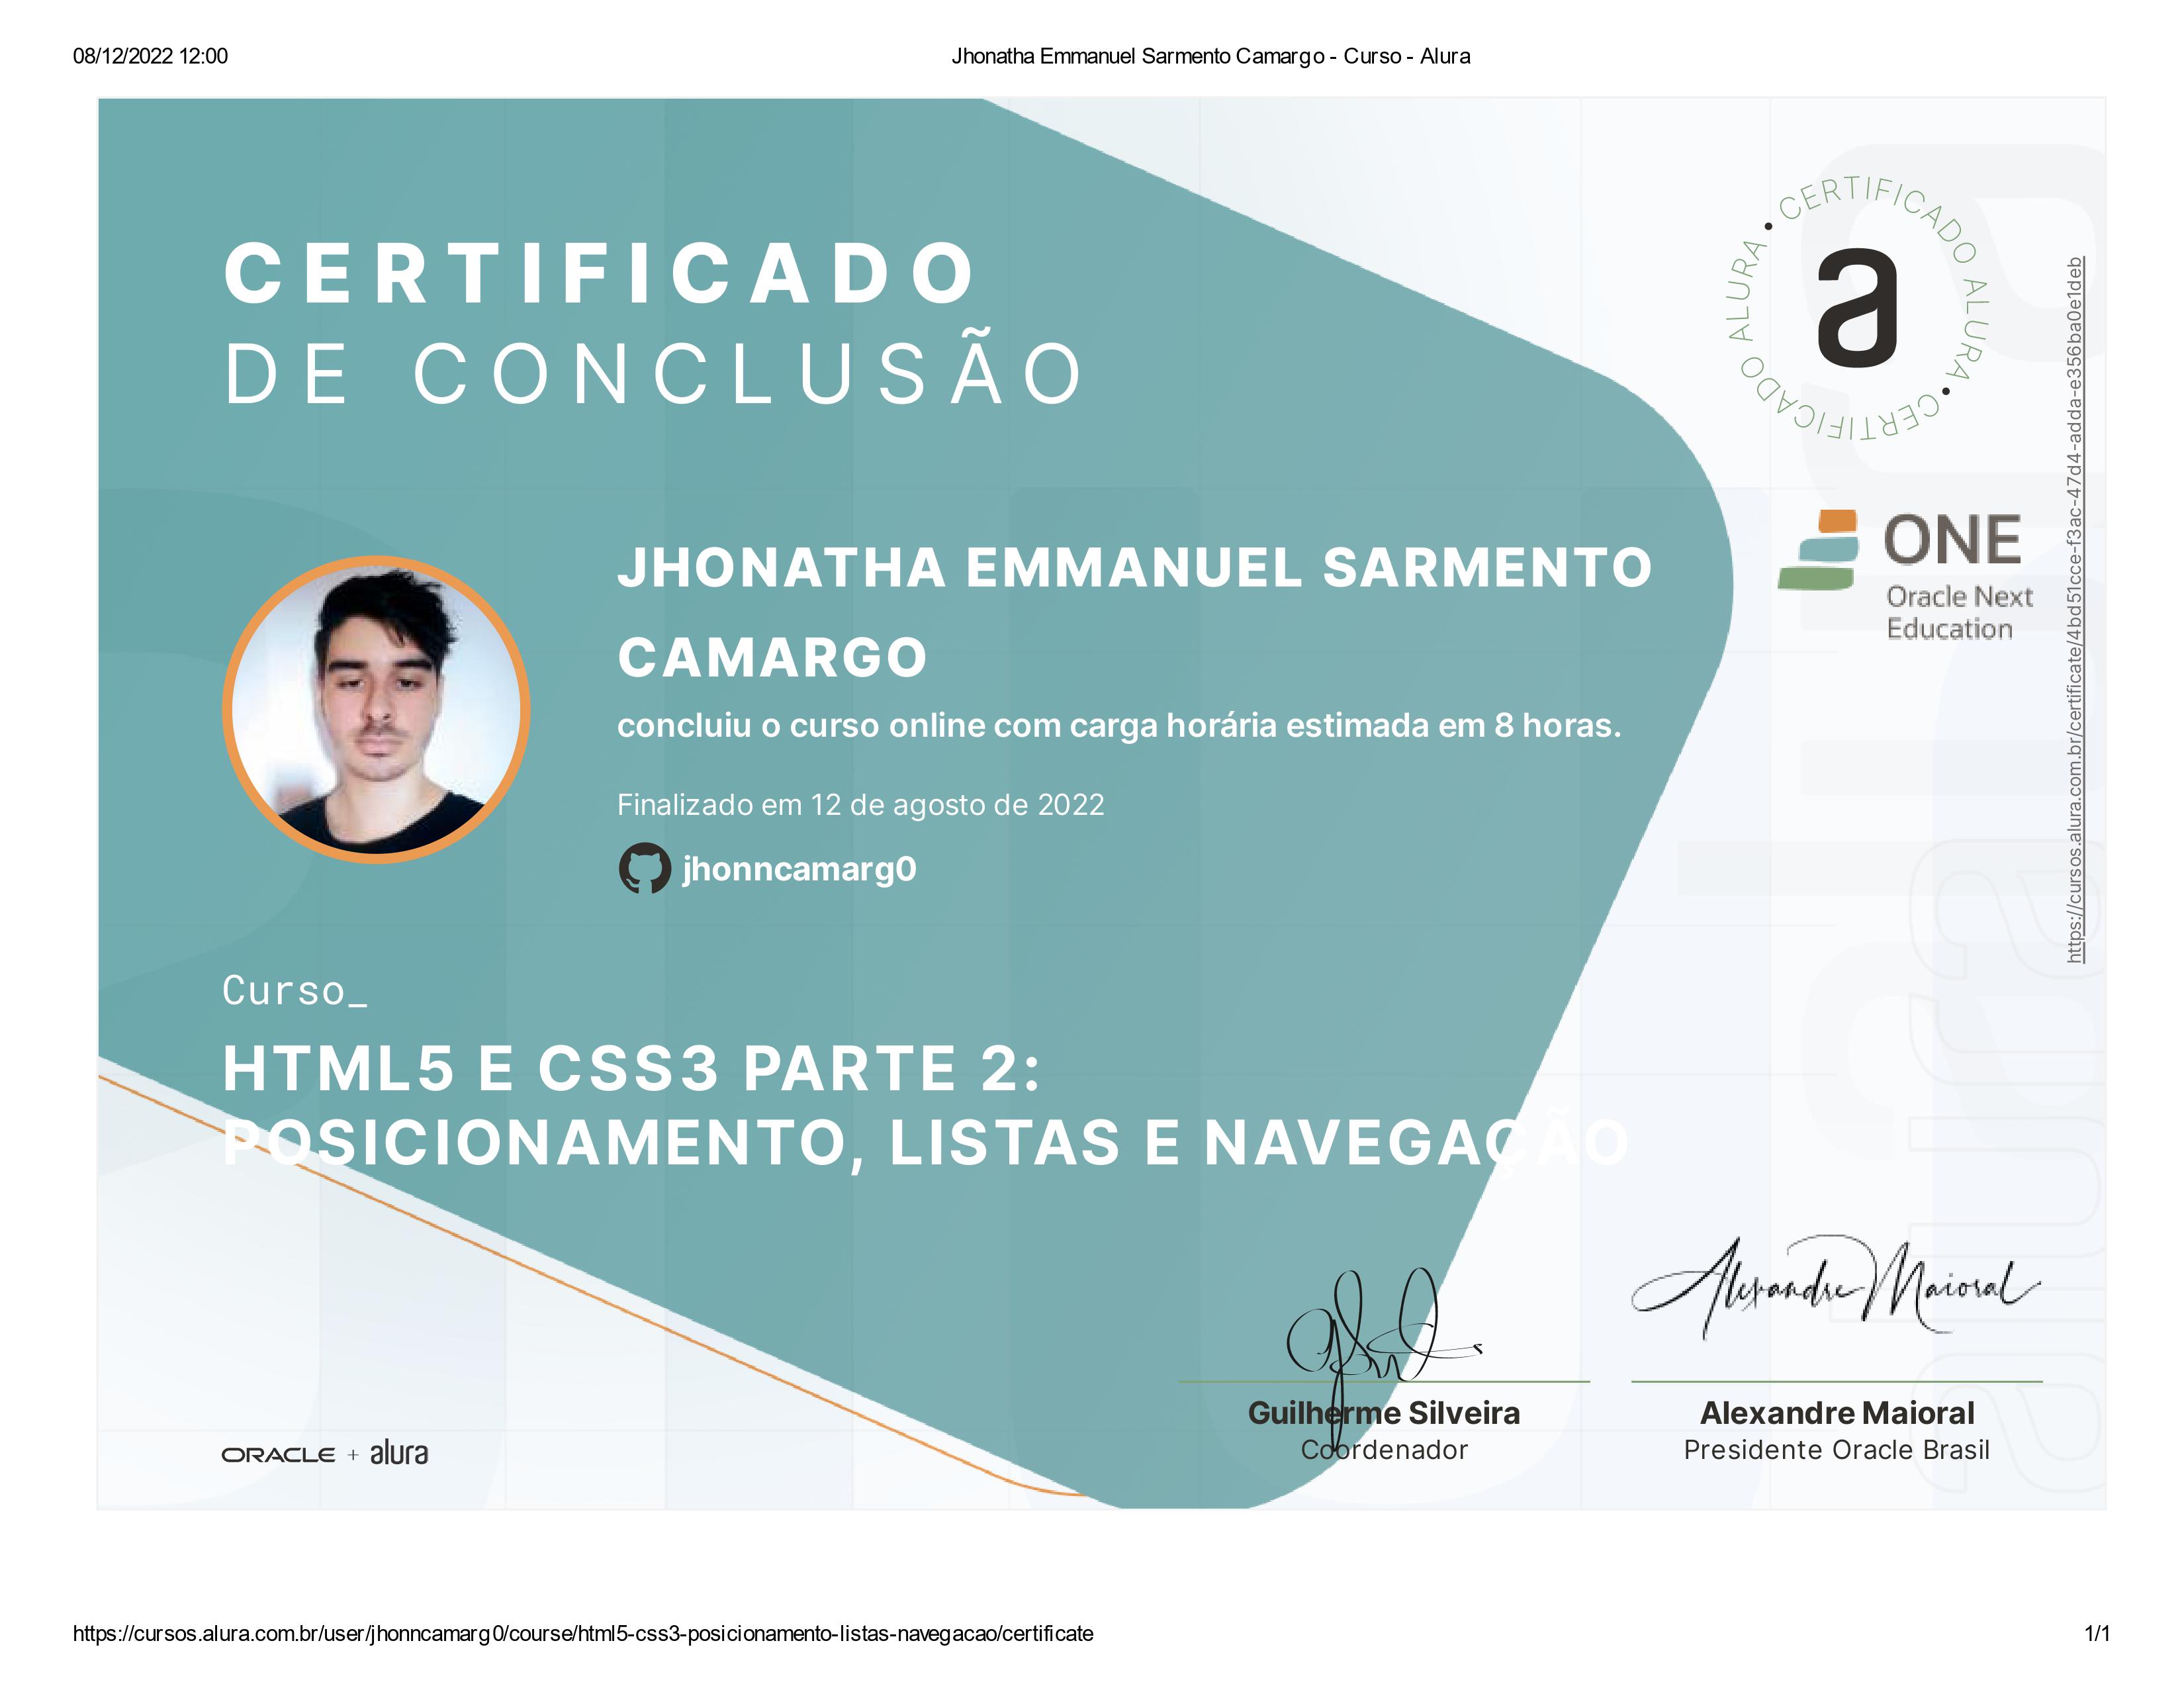 08/12/2022 12:00
Jhonatha Emmanuel Sarmento Camargo - Curso - Alura
CERTIFICADO
DE CONCLUSÃO
CERTIFICADO ALURA • CERTIFICADO ALURA •
a
ONE
Oracle Next
Education
https://cursos.alura.com.br/certificate/4bd51cce-f3ac-47d4-adda-e356ba0e1deb
JHONATHA EMMANUEL SARMENTO
CAMARGO
concluiu o curso online com carga horária estimada em 8 horas.
Finalizado em 12 de agosto de 2022
jhonncamarg0
Curso_
HTML5 E CSS3 PARTE 2:
POSICIONAMENTO, LISTAS E NAVEGAÇÃO
alura
Alexandre Maioral
Guilherme Silveira
Coordenador
Alexandre Maioral
Presidente Oracle Brasil
ORACLE + alura
https://cursos.alura.com.br/user/jhonncamarg0/course/html5-css3-posicionamento-listas-navegacao/certificate
1/1